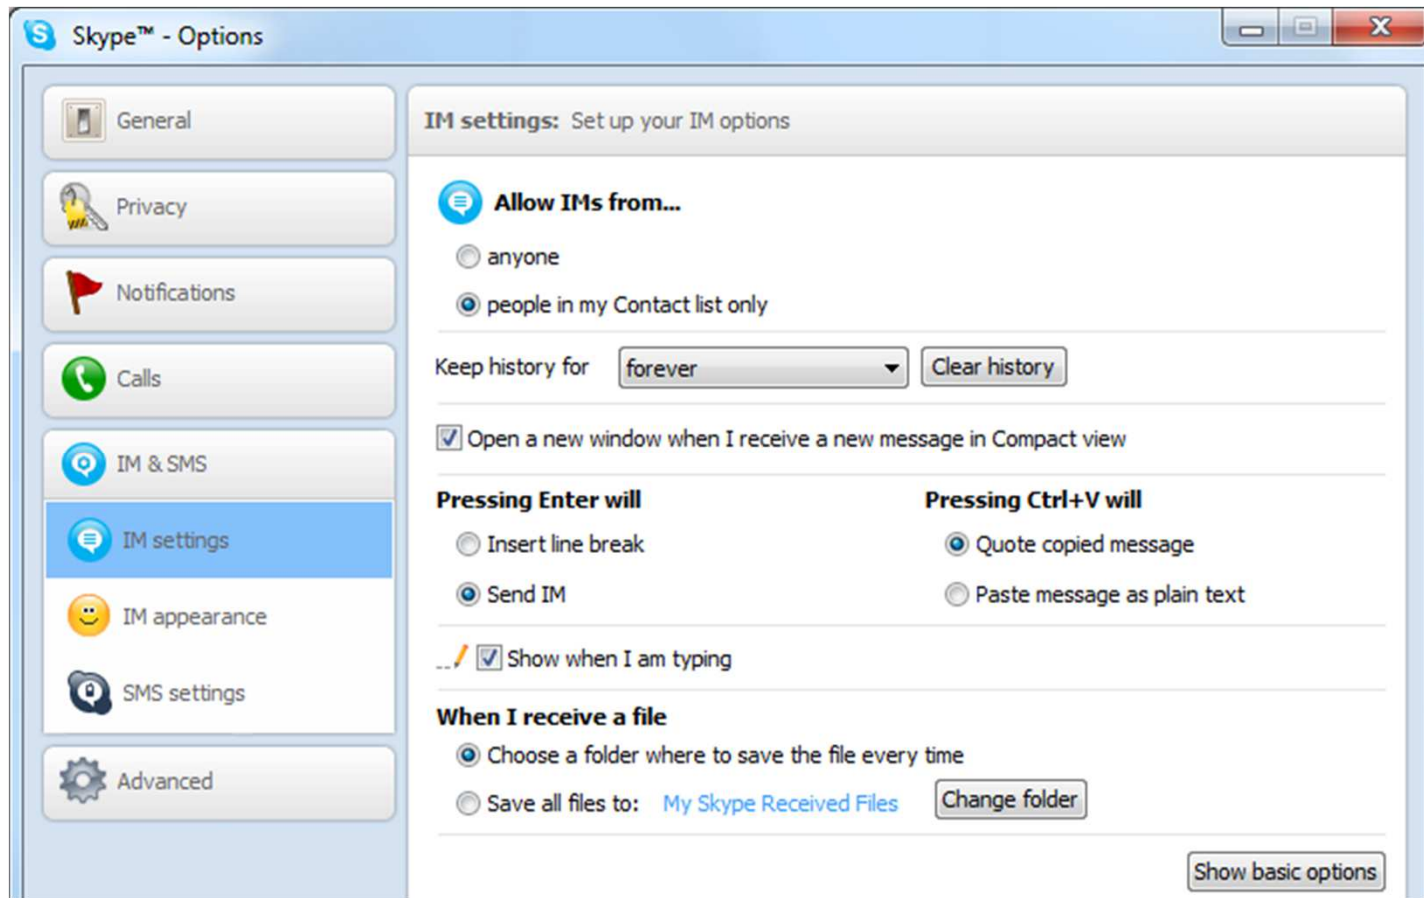 Skype™ - Options
General
Privacy
Notifications
Calls
IM & SMS
IM settings
IM appearance
SMS settings
Advanced
IM settings: Set up your IM options
Allow IMs from...
anyone
people in my Contact list only
Keep history for forever Clear history
Open a new window when I receive a new message in Compact view
Pressing Enter will
Insert line break
Send IM
Pressing Ctrl+V will
Quote copied message
Paste message as plain text
Show when I am typing
When I receive a file
Choose a folder where to save the file every time
Save all files to: My Skype Received Files Change folder
Show basic options